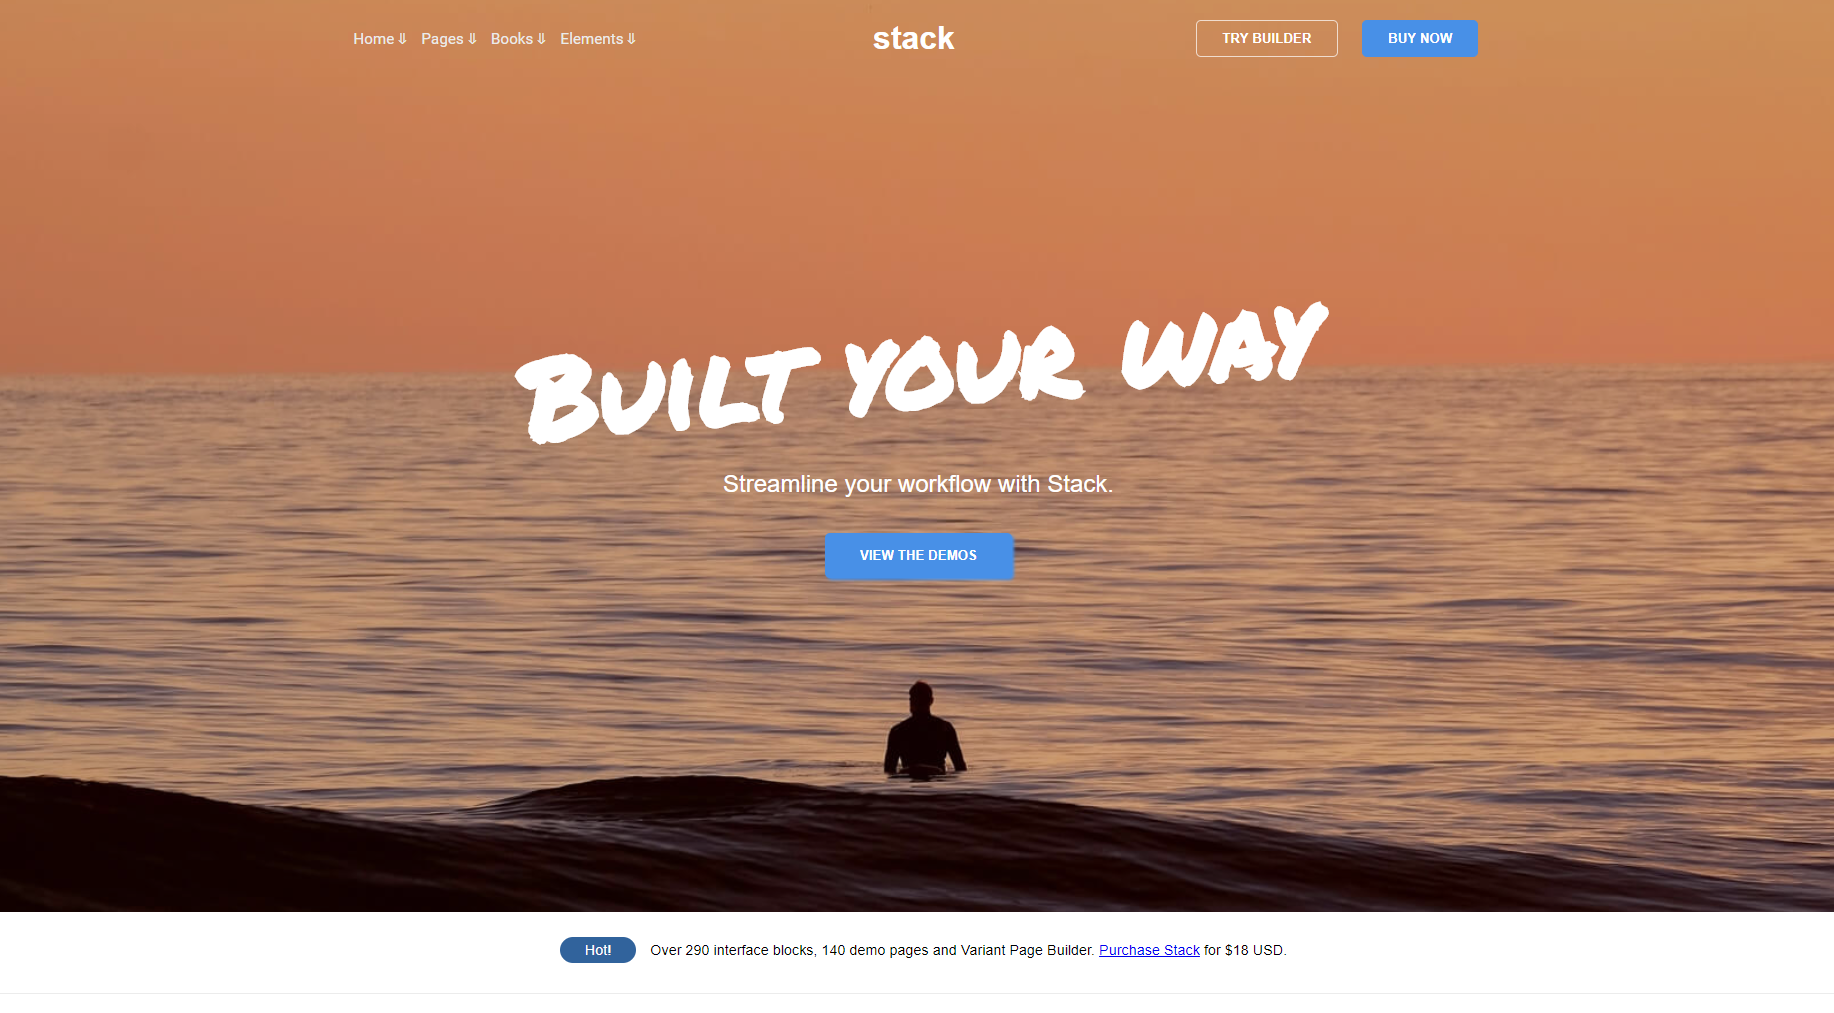 Home ⇓ Pages ⇓ Books ⇓ Elements ⇓ stack TRY BUILDER BUY NOW
BUILT YOUR WAY
Streamline your workflow with Stack.
VIEW THE DEMOS
Hot! Over 290 interface blocks, 140 demo pages and Variant Page Builder. Purchase Stack for $18 USD.